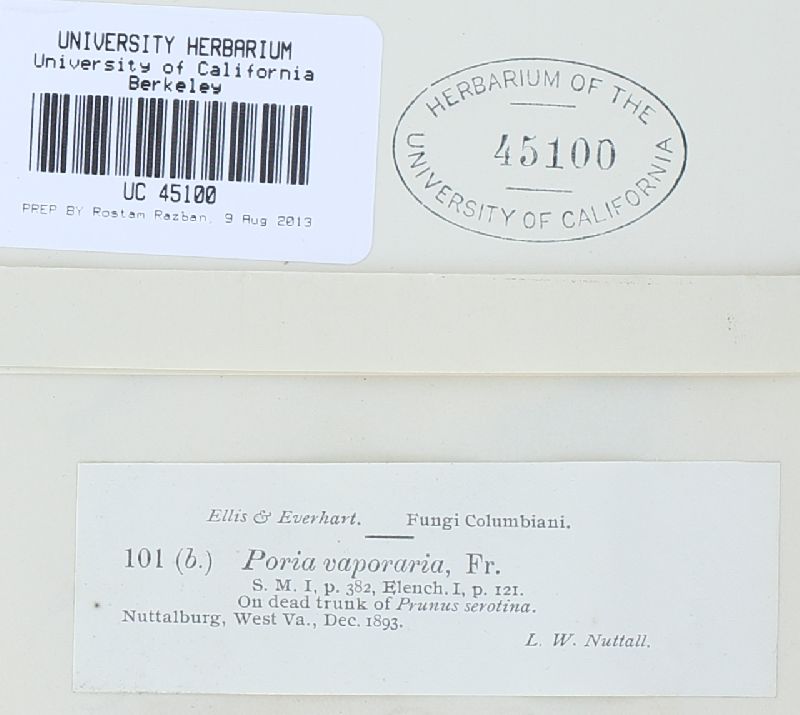 UNIVERSITY HERBARIUM
University of California
Berkeley
UC 45100
PREP BY Rostam Razban, 9 Aug 2013
HERBARIUM OF THE
45100
UNIVERSITY OF CALIFORNIA
Ellis & Everhart. Fungi Columbiani.
101 (b.) Poria vaporaria, Fr.
S. M. I, p. 382, Elench. I, p. 121.
On dead trunk of Prunus serotina.
Nuttalburg, West Va., Dec. 1893.
L. W. Nuttall.